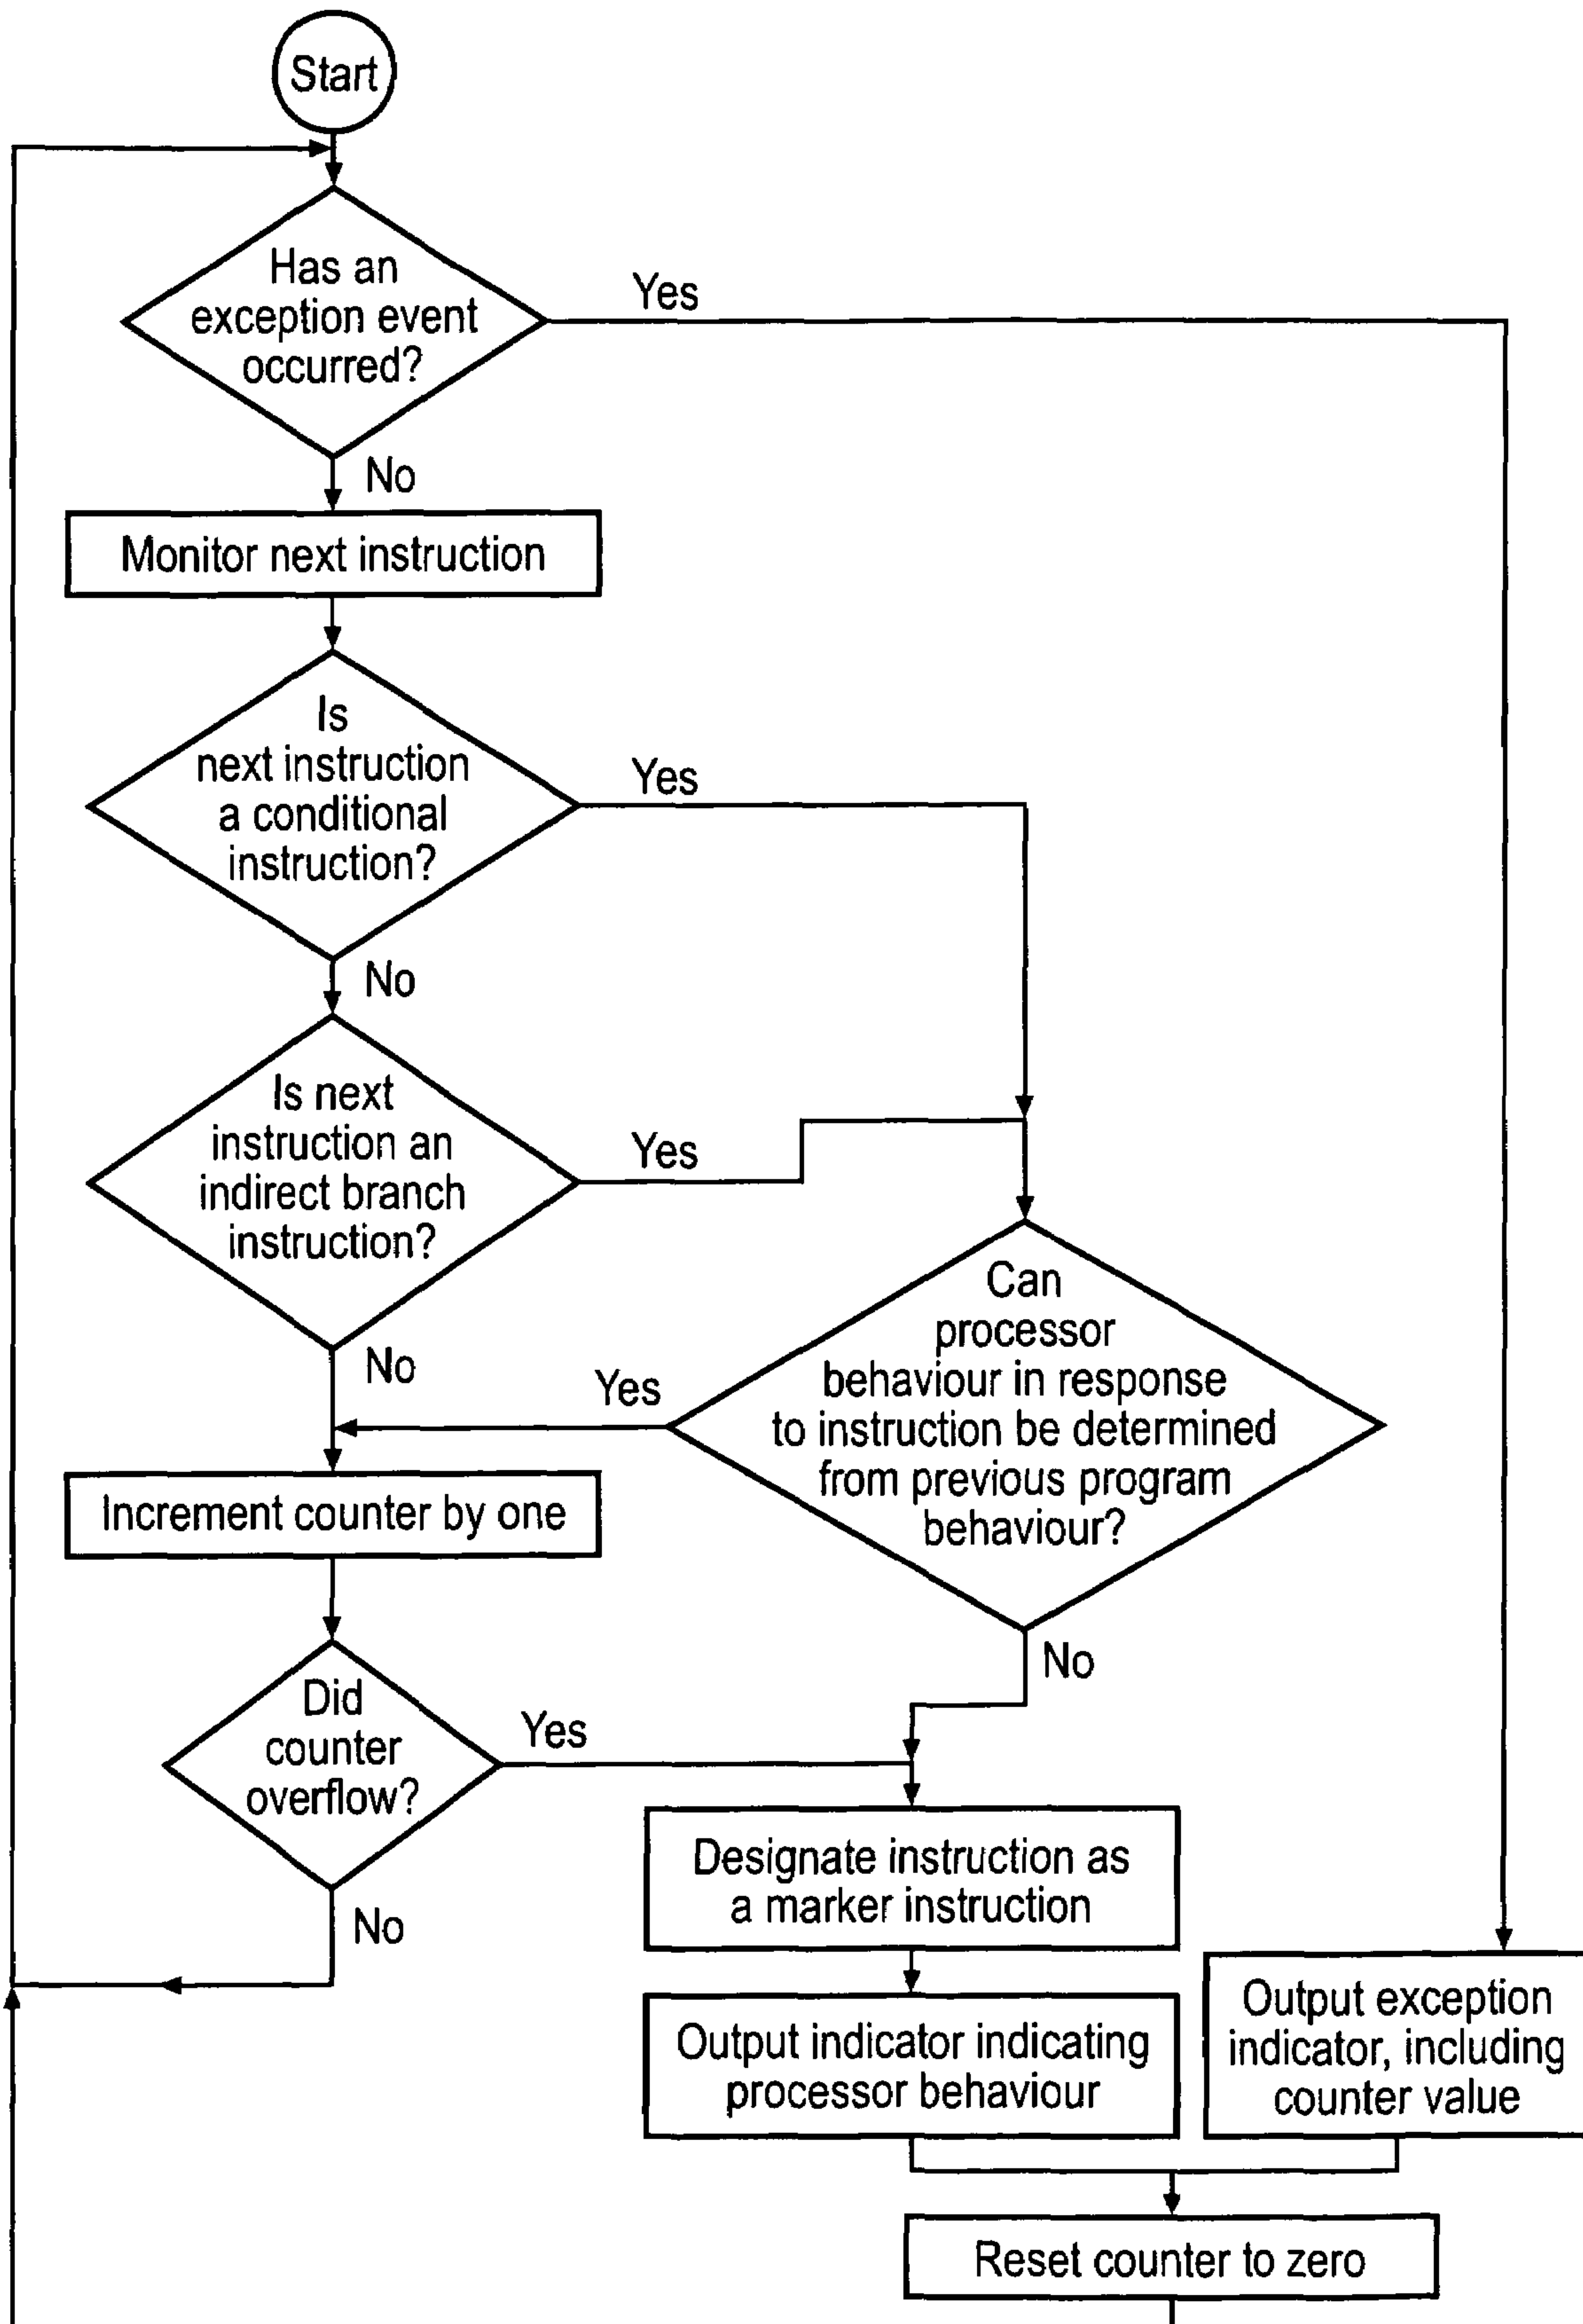 Start
Has an
exception event
occurred?
Yes
No
Monitor next instruction
Is
next instruction
a conditional
instruction?
Yes
No
Is next
instruction an
indirect branch
instruction?
Yes
No
Can
processor
behaviour in response
to instruction be determined
from previous program
behaviour?
Yes
No
Increment counter by one
Did
counter
overflow?
Yes
No
Designate instruction as
a marker instruction
Output indicator indicating
processor behaviour
Output exception
indicator, including
counter value
Reset counter to zero